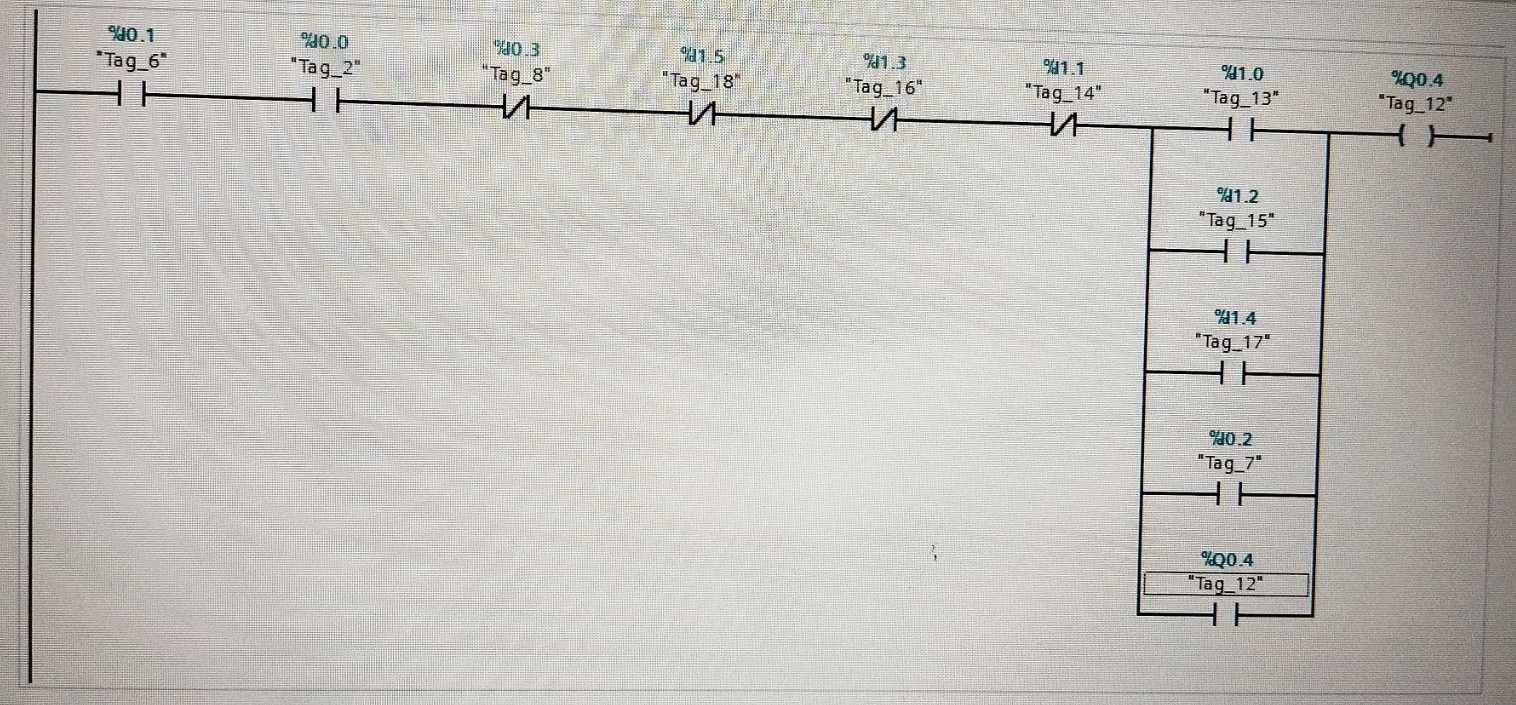 %I0.1
"Tag_6"
%I0.0
"Tag_2"
%I0.3
"Tag_8"
%I1.5
"Tag_18"
%I1.3
"Tag_16"
%I1.1
"Tag_14"
%I1.0
"Tag_13"
%Q0.4
"Tag_12"
%I1.2
"Tag_15"
%I1.4
"Tag_17"
%I0.2
"Tag_7"
%Q0.4
"Tag_12"